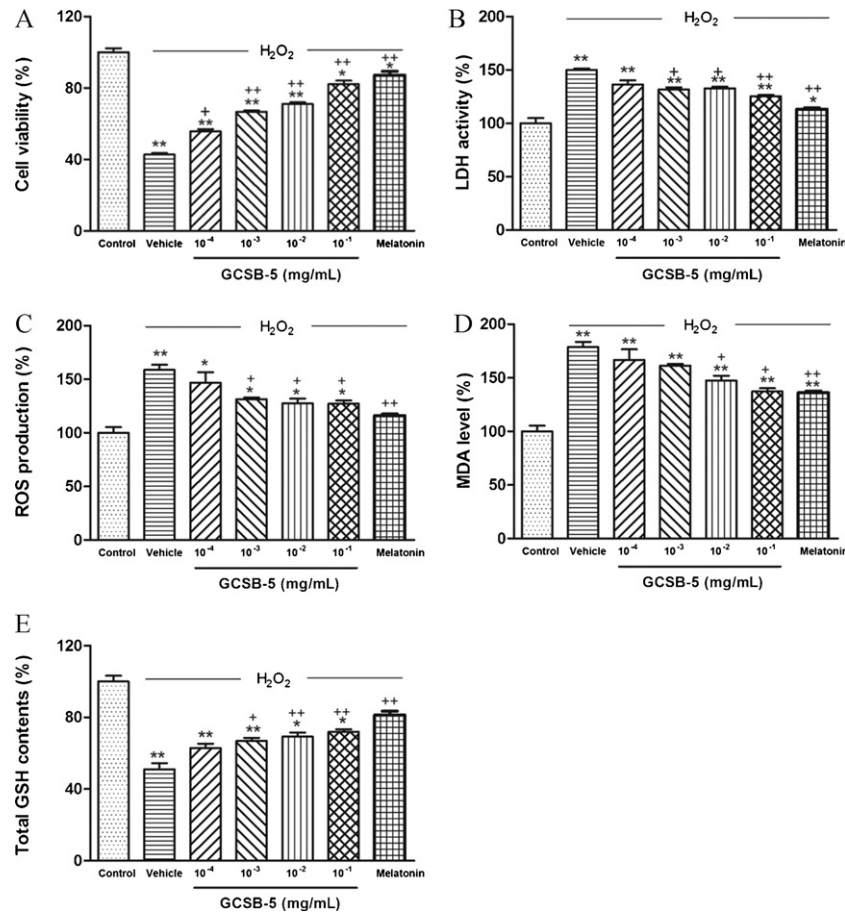 A
120
80
40
0
Cell viability (%)
H₂O₂
**
+
**
++
**
++
**
++
*
++
*
Control Vehicle 10⁻⁴ 10⁻³ 10⁻² 10⁻¹ Melatonin
GCSB-5 (mg/mL)
B
200
150
100
50
0
LDH activity (%)
H₂O₂
**
**
+
**
+
**
++
**
++
*
Control Vehicle 10⁻⁴ 10⁻³ 10⁻² 10⁻¹ Melatonin
GCSB-5 (mg/mL)
C
200
150
100
50
0
ROS production (%)
H₂O₂
**
*
+
*
+
*
+
*
++
Control Vehicle 10⁻⁴ 10⁻³ 10⁻² 10⁻¹ Melatonin
GCSB-5 (mg/mL)
D
200
150
100
50
0
MDA level (%)
H₂O₂
**
**
**
+
**
+
**
++
**
Control Vehicle 10⁻⁴ 10⁻³ 10⁻² 10⁻¹ Melatonin
GCSB-5 (mg/mL)
E
120
80
40
0
Total GSH contents (%)
H₂O₂
**
**
+
**
++
*
++
*
++
Control Vehicle 10⁻⁴ 10⁻³ 10⁻² 10⁻¹ Melatonin
GCSB-5 (mg/mL)